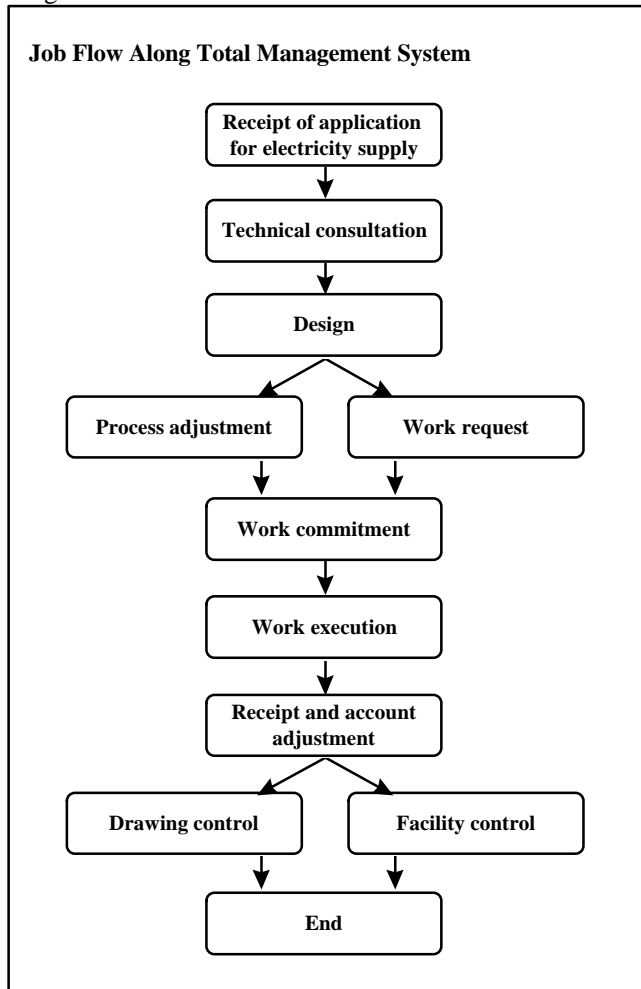 Job Flow Along Total Management System
Receipt of application
for electricity supply
Technical consultation
Design
Process adjustment
Work request
Work commitment
Work execution
Receipt and account
adjustment
Drawing control
Facility control
End